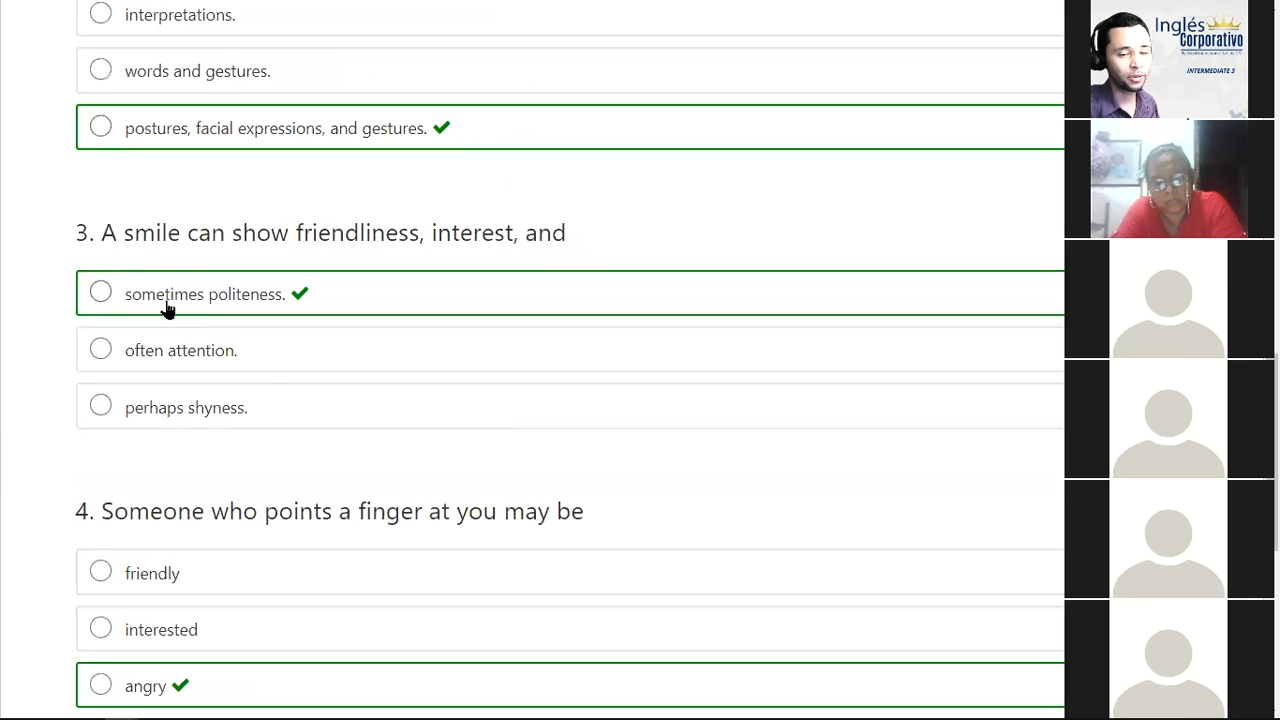 interpretations.
words and gestures.
postures, facial expressions, and gestures.
3. A smile can show friendliness, interest, and
sometimes politeness.
often attention.
perhaps shyness.
4. Someone who points a finger at you may be
friendly
interested
angry
Inglés
Corporativo
INTERMEDIATE 3